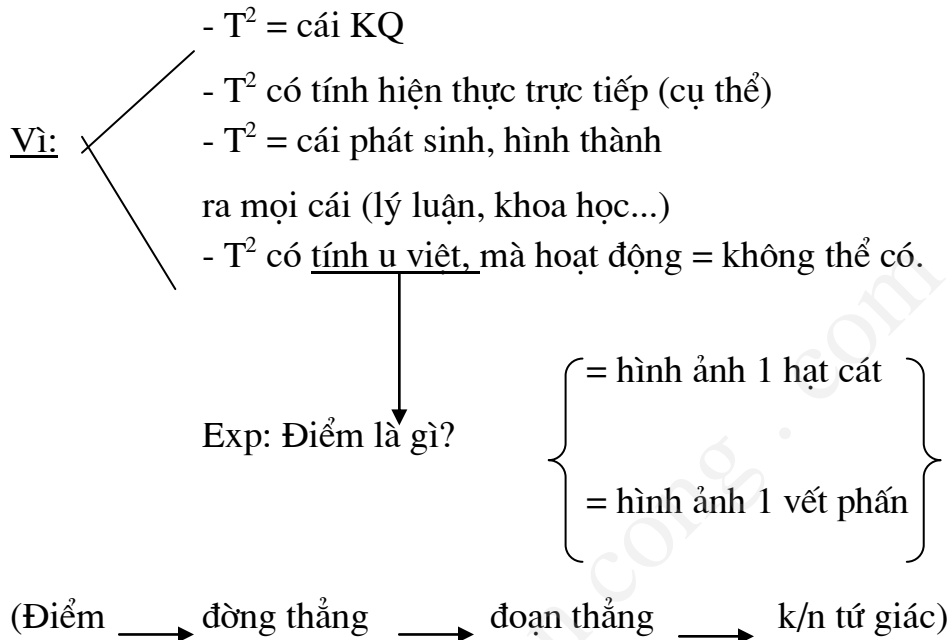 - T² = cái KQ
- T² có tính hiện thực trực tiếp (cụ thể)
Vì:
- T² = cái phát sinh, hình thành
ra mọi cái (lý luận, khoa học...)
- T² có tính u việt, mà hoạt động = không thể có.
= hình ảnh 1 hạt cát
Exp: Điểm là gì?
= hình ảnh 1 vết phấn
(Điểm đờng thẳng đoạn thẳng k/n tứ giác)
cong . com